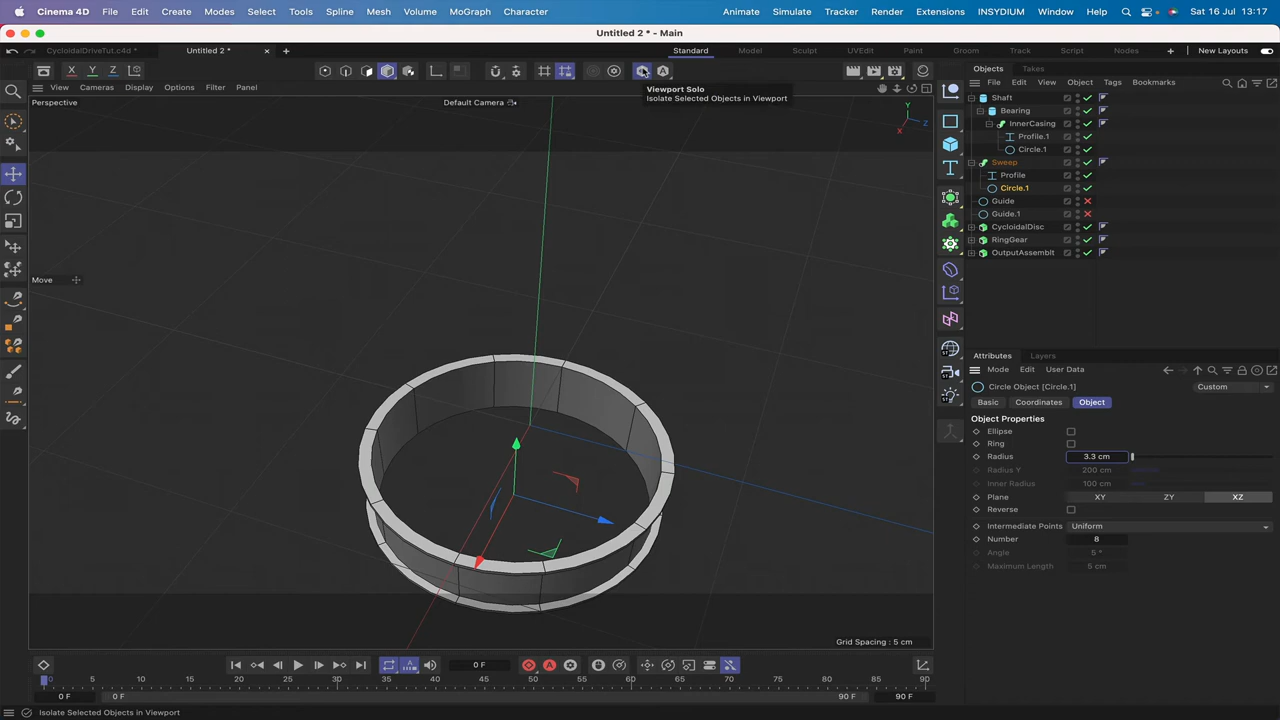 Cinema 4D File Edit Create Modes Select Tools Spline Mesh Volume MoGraph Character Animate Simulate Tracker Render Extensions INSYDIUM Window Help Sat 16 Jul 13:17
Untitled 2 * - Main
CycloidalDriveTut.c4d * Untitled 2 * Standard Model Sculpt UVEdit Paint Groom Track Script Nodes New Layouts
X Y Z A Objects Takes
View Cameras Display Options Filter Panel File Edit View Object Tags Bookmarks
Viewport Solo
Isolate Selected Objects in Viewport
Perspective Default Camera
Shaft
Bearing
InnerCasing
Profile.1
Circle.1
Sweep
Profile
Circle.1
Guide
Guide.1
CycloidalDisc
RingGear
OutputAssemblt
Y
X
Z
Move
Attributes Layers
Mode Edit User Data
Circle Object [Circle.1] Custom
Basic Coordinates Object
Object Properties
Ellipse
Ring
Radius 3.3 cm
Radius Y 200 cm
Inner Radius 100 cm
Plane XY ZY XZ
Reverse
Intermediate Points Uniform
Number 8
Angle 5 °
Maximum Length 5 cm
Grid Spacing : 5 cm
0 F
0 5 10 15 20 25 30 35 40 45 50 55 60 65 70 75 80 85 90
0 F 0 F 90 F 90 F
Isolate Selected Objects in Viewport